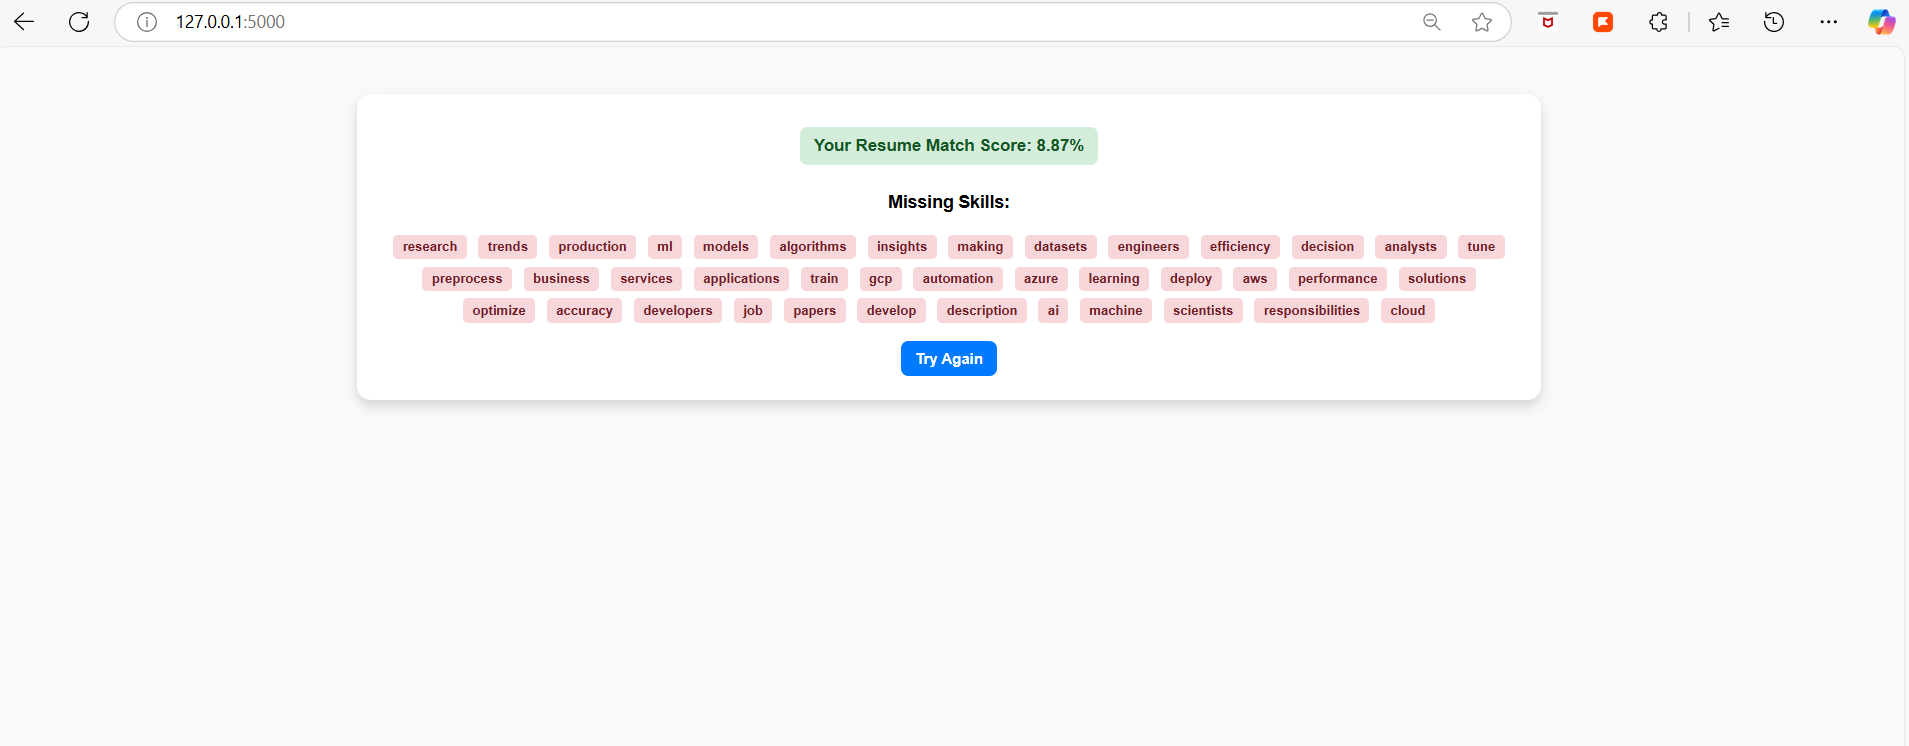 127.0.0.1:5000
Your Resume Match Score: 8.87%
Missing Skills:
research trends production ml models algorithms insights making datasets engineers efficiency decision analysts tune
preprocess business services applications train gcp automation azure learning deploy aws performance solutions
optimize accuracy developers job papers develop description ai machine scientists responsibilities cloud
Try Again